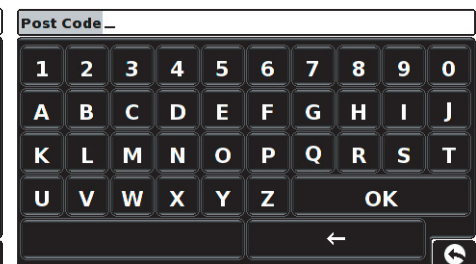 Post Code_
1 2 3 4 5 6 7 8 9 0
A B C D E F G H I J
K L M N O P Q R S T
U V W X Y Z OK
←